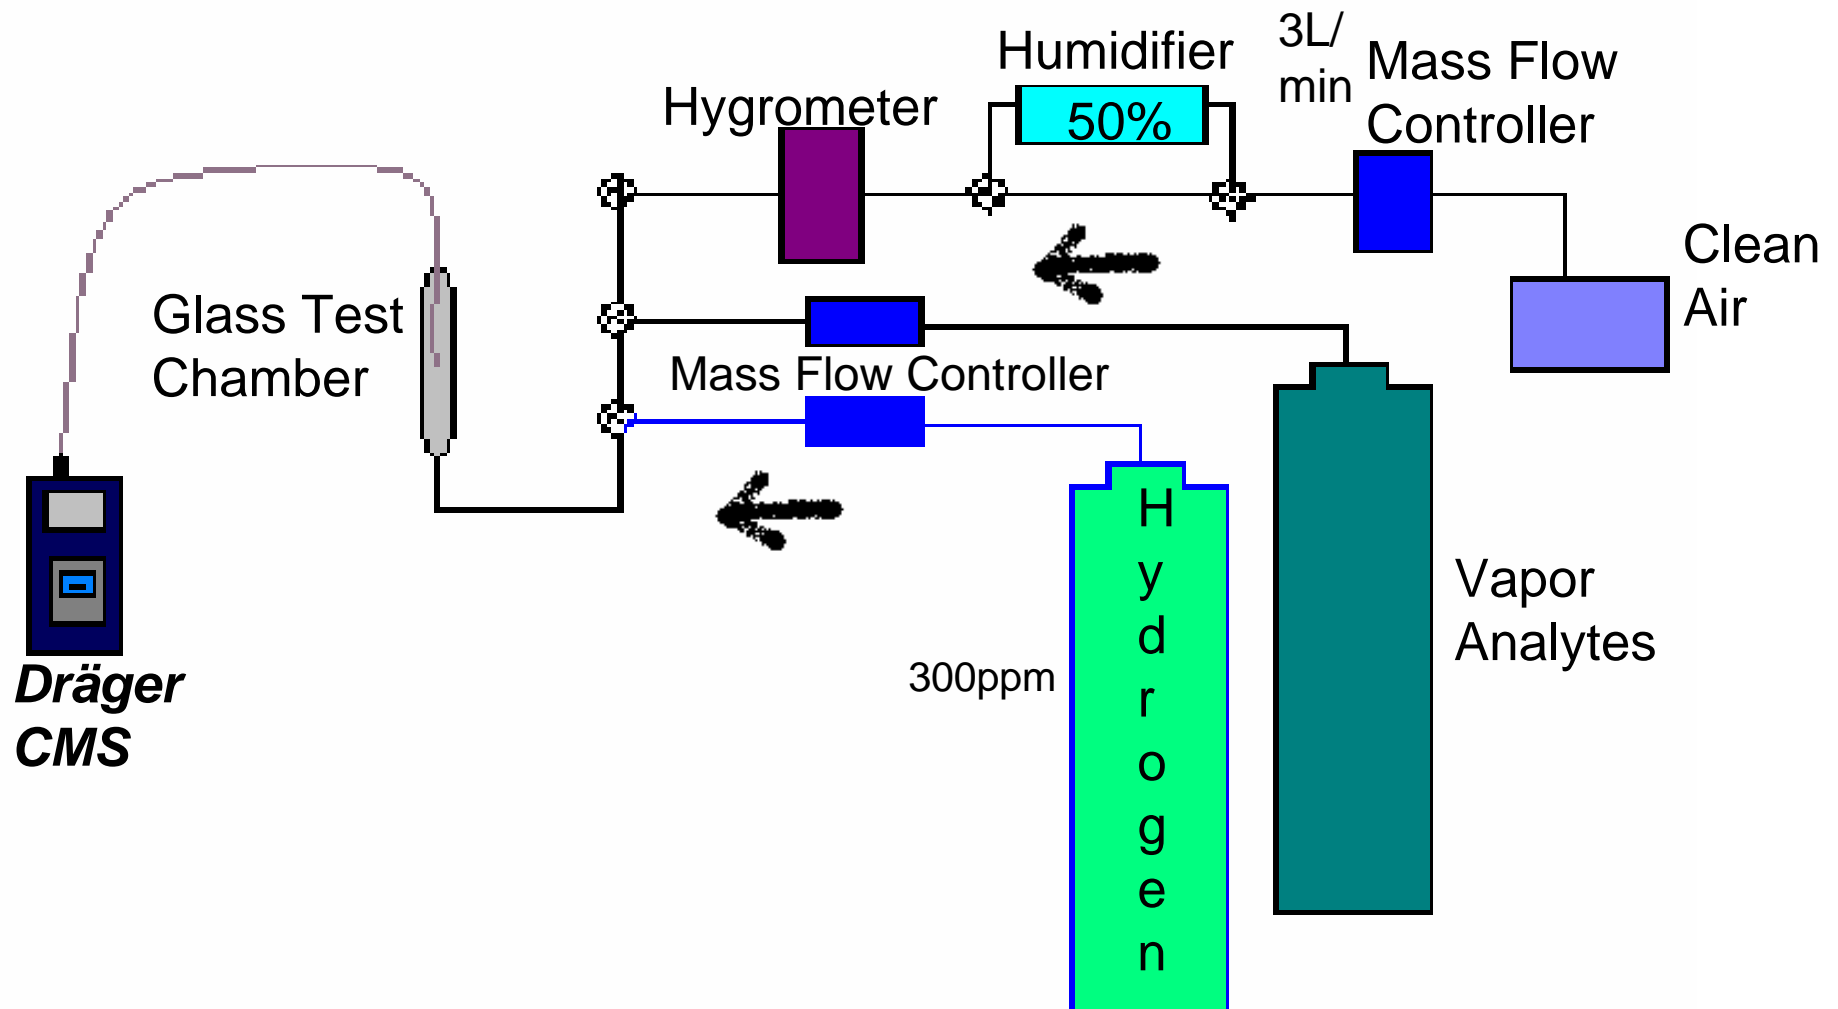 3L/
min
Humidifier
Mass Flow
Controller
Hygrometer
50%
Clean
Air
Glass Test
Chamber
Mass Flow Controller
Hydrogen
Vapor
Analytes
300ppm
Dräger
CMS